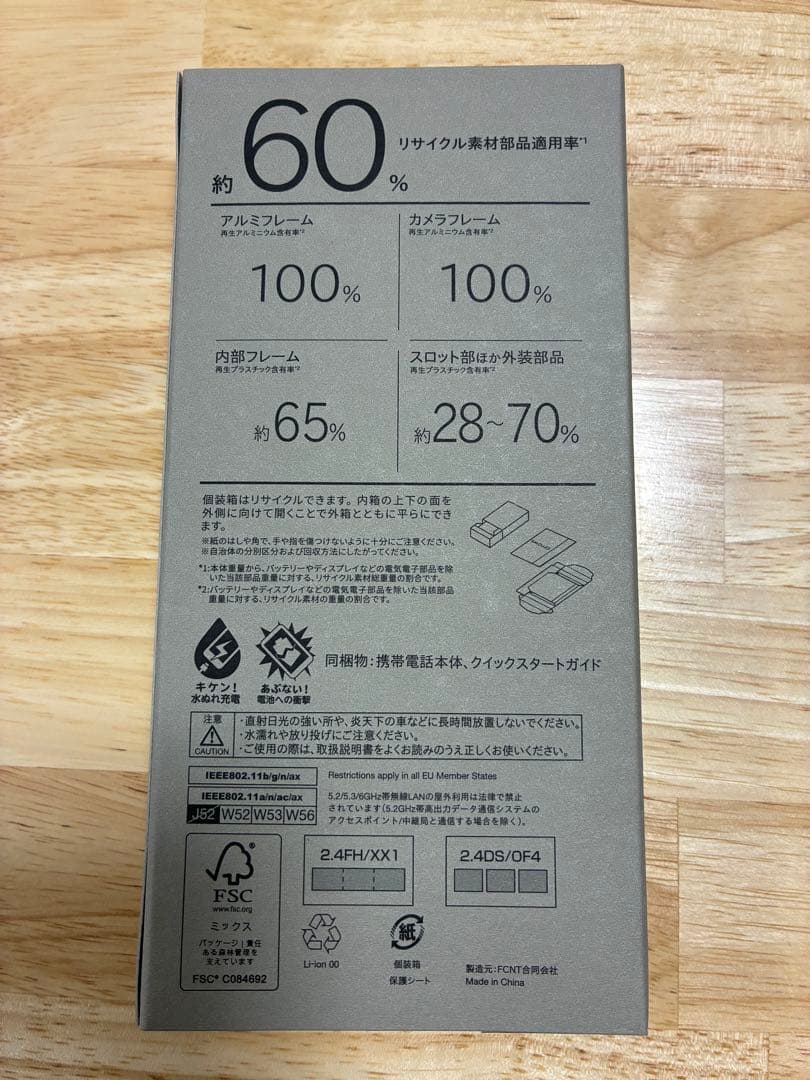 約60%
リサイクル素材部品適用率*1
アルミフレーム
再生アルミニウム含有率*2
100%
カメラフレーム
再生アルミニウム含有率*2
100%
内部フレーム
再生プラスチック含有率*2
約65%
スロット部ほか外装部品
再生プラスチック含有率*2
約28~70%
個装箱はリサイクルできます。内箱の上下の面を
外側に向けて開くことで外箱とともに平らにでき
ます。
※紙のはしや角で、手や指を傷つけないように十分にご注意ください。
※自治体の分別区分および回収方法にしたがってください。
*1:本体重量から、バッテリーやディスプレイなどの電気電子部品を除
いた当該部品重量に対する、リサイクル素材総重量の割合です。
*2:バッテリーやディスプレイなどの電気電子部品を除いた当該部品
重量に対する、リサイクル素材の重量の割合です。
キケン!
水ぬれ充電
あぶない!
電池への衝撃
同梱物:携帯電話本体、クイックスタートガイド
注意
CAUTION
・直射日光の強い所や、炎天下の車などに長時間放置しないでください。
・水濡れや放り投げにご注意ください。
・ご使用の際は、取扱説明書をよくお読みのうえ正しくお使いください。
IEEE802.11b/g/n/ax
Restrictions apply in all EU Member States
IEEE802.11a/n/ac/ax
J52 W52 W53 W56
5.2/5.3/6GHz帯無線LANの屋外利用は法律で禁止
されています(5.2GHz帯高出力データ通信システムの
アクセスポイント/中継局と通信する場合を除く)。
FSC
www.fsc.org
ミックス
パッケージ|責任
ある森林管理を
支えています
FSC® C084692
2.4FH/XX1
2.4DS/OF4
Li-ion 00
紙
個装箱
保護シート
製造元:FCNT合同会社
Made in China